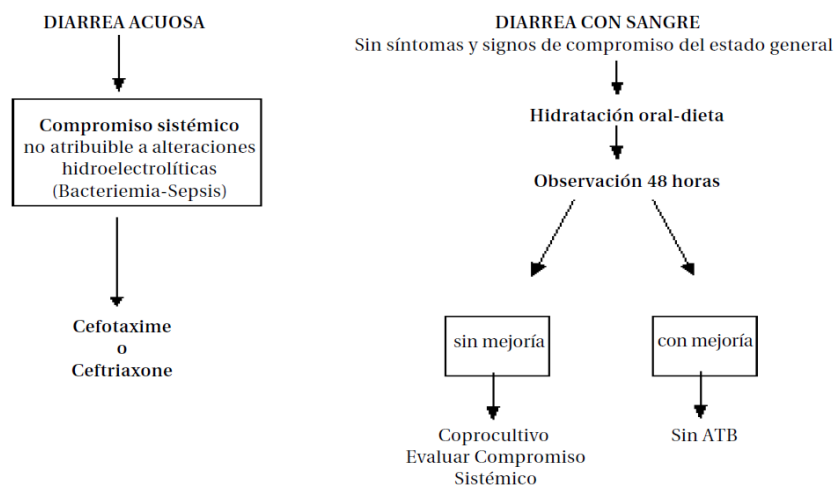 DIARREA ACUOSA
Compromiso sistémico
no atribuible a alteraciones
hidroelectrolíticas
(Bacteriemia-Sepsis)
Cefotaxime
o
Ceftriaxone
DIARREA CON SANGRE
Sin síntomas y signos de compromiso del estado general
Hidratación oral-dieta
Observación 48 horas
sin mejoría
Coprocultivo
Evaluar Compromiso
Sistémico
con mejoría
Sin ATB